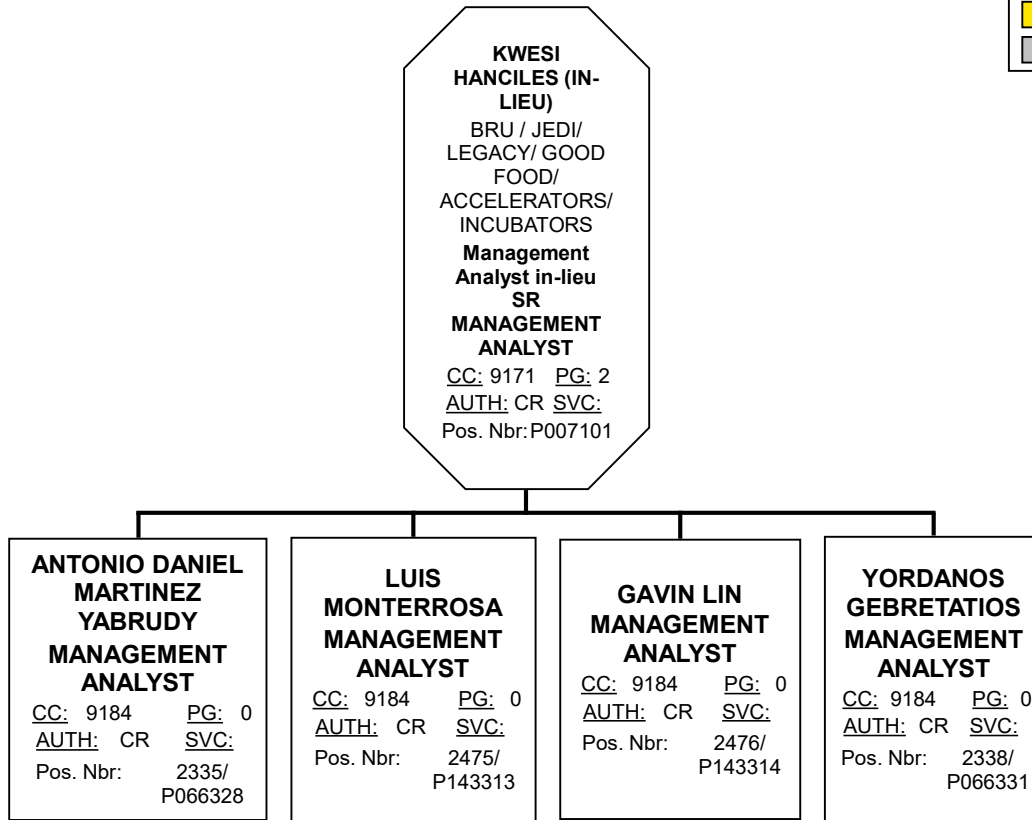 KWESI
HANCILES (IN-
LIEU)
BRU / JEDI/
LEGACY/ GOOD
FOOD/
ACCELERATORS/
INCUBATORS
Management
Analyst in-lieu
SR
MANAGEMENT
ANALYST
CC: 9171 PG: 2
AUTH: CR SVC:
Pos. Nbr: P007101
ANTONIO DANIEL
MARTINEZ
YABRUDY
MANAGEMENT
ANALYST
CC: 9184 PG: 0
AUTH: CR SVC:
Pos. Nbr: 2335/
P066328
LUIS
MONTERROSA
MANAGEMENT
ANALYST
CC: 9184 PG: 0
AUTH: CR SVC:
Pos. Nbr: 2475/
P143313
GAVIN LIN
MANAGEMENT
ANALYST
CC: 9184 PG: 0
AUTH: CR SVC:
Pos. Nbr: 2476/
P143314
YORDANOS
GEBRETATIOS
MANAGEMENT
ANALYST
CC: 9184 PG: 0
AUTH: CR SVC:
Pos. Nbr: 2338/
P066331